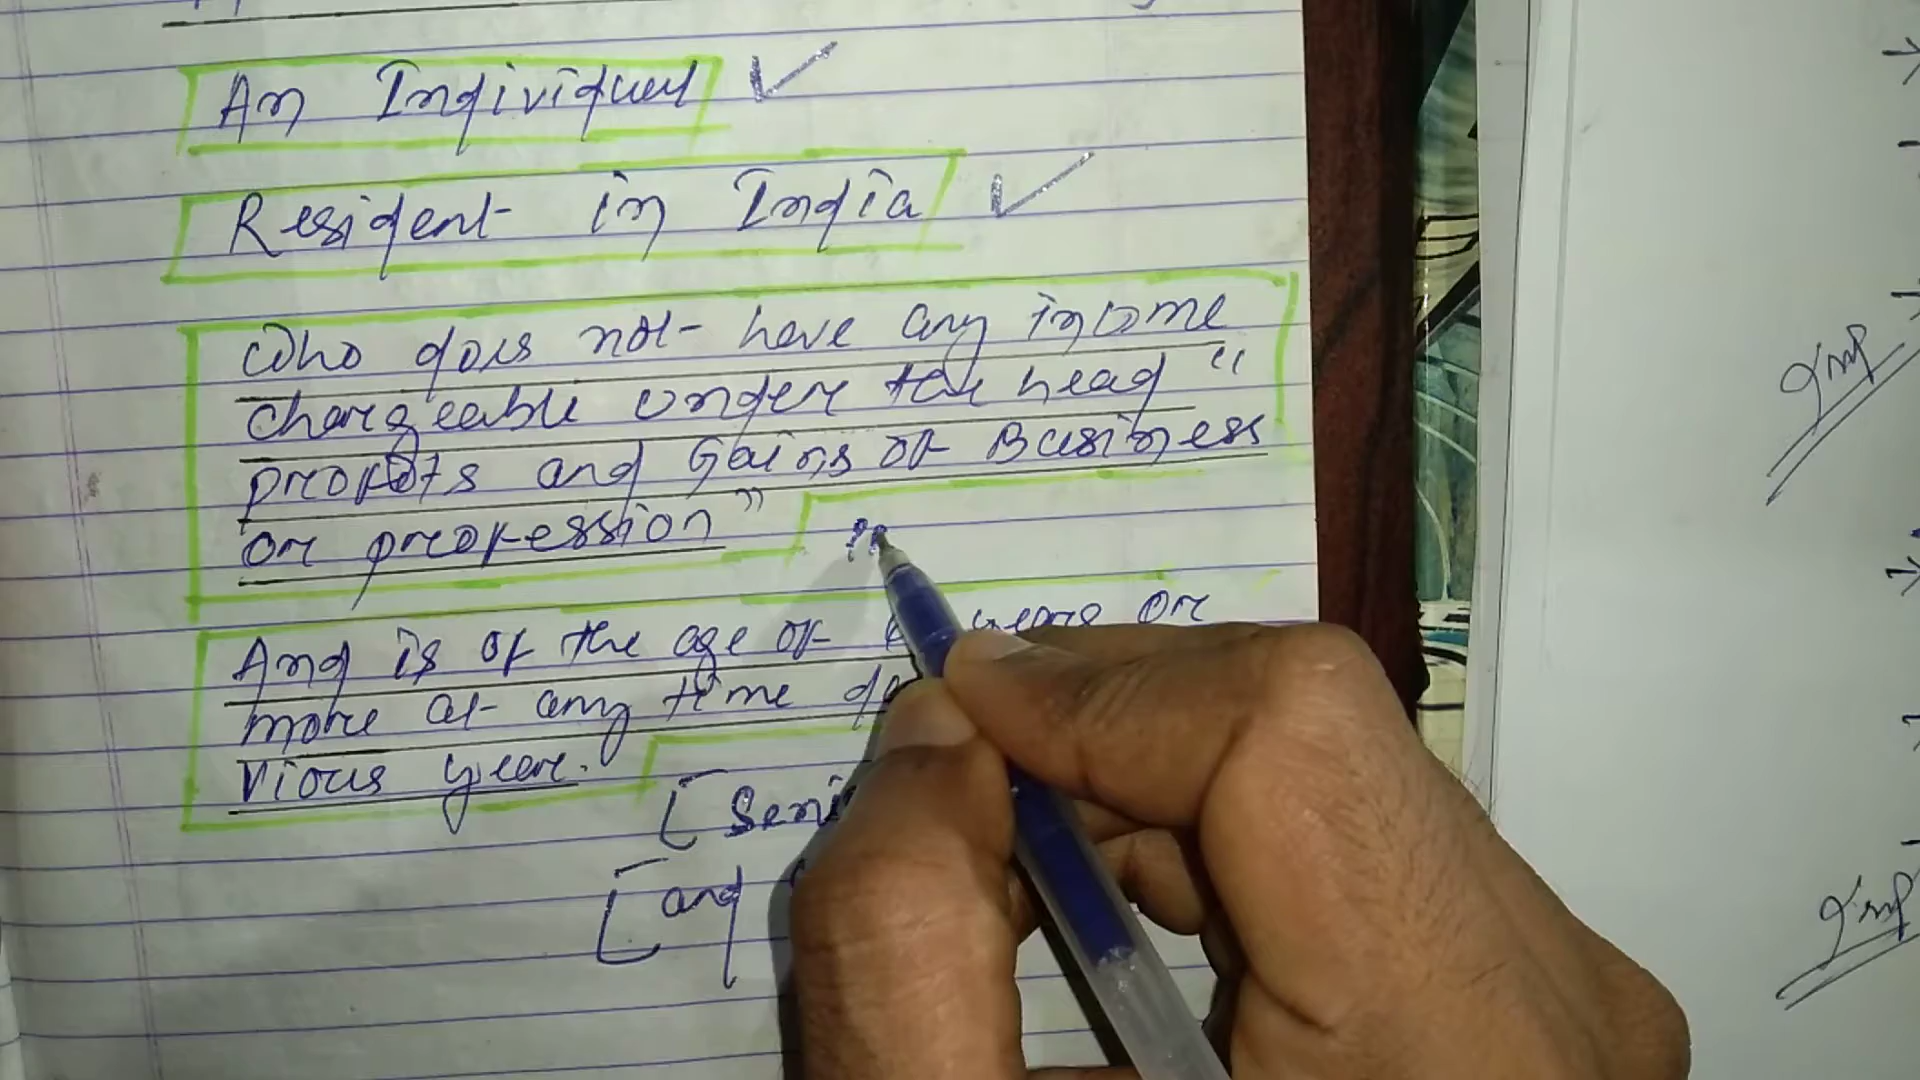 An Individual
Resident in India
Who does not have any income
chargeable under the head "
profits and Gains of Business
or profession"
And is of the age of years or
more at any time
vious year.
[ Seni
[ and
Imp
Imp